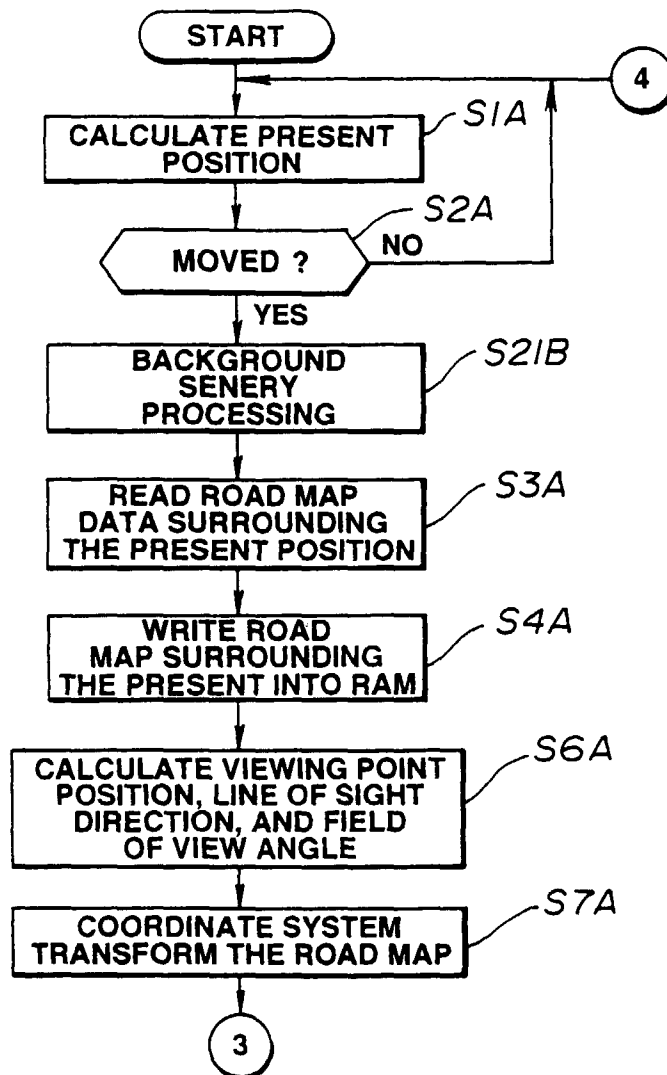 START
4
S1A
CALCULATE PRESENT
POSITION
S2A
MOVED ?
NO
YES
S21B
BACKGROUND
SENERY
PROCESSING
S3A
READ ROAD MAP
DATA SURROUNDING
THE PRESENT POSITION
S4A
WRITE ROAD
MAP SURROUNDING
THE PRESENT INTO RAM
S6A
CALCULATE VIEWING POINT
POSITION, LINE OF SIGHT
DIRECTION, AND FIELD
OF VIEW ANGLE
S7A
COORDINATE SYSTEM
TRANSFORM THE ROAD MAP
3